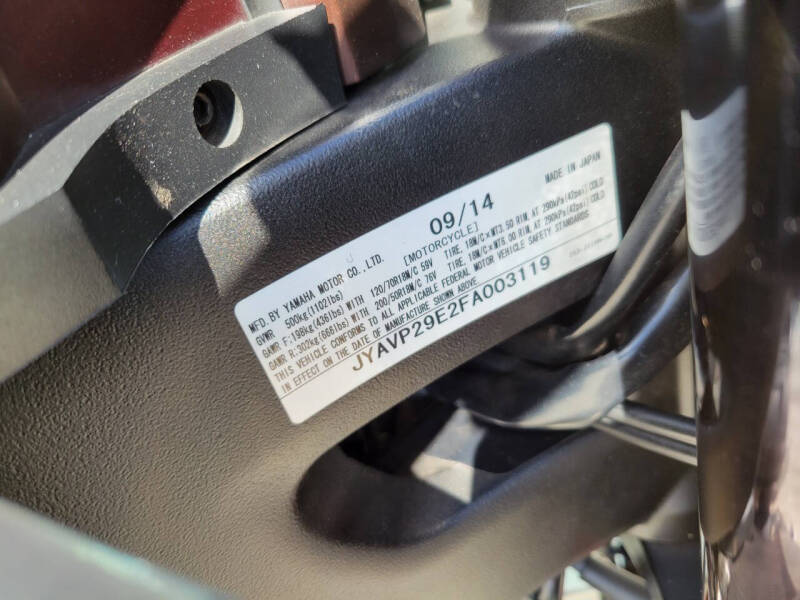 09/14
MADE IN JAPAN
MFD. BY YAMAHA MOTOR CO., LTD. [MOTORCYCLE]
GVWR 500kg(1102lbs)
GAWR F:198kg(436lbs)WITH 120/70R18M/C 59V TIRE, 18M/C×MT3.50 RIM, AT 290kPa(42psi)COLD
GAWR R:302kg(666lbs)WITH 200/50R18M/C 76V TIRE, 18M/C×MT6.00 RIM, AT 290kPa(42psi)COLD
THIS VEHICLE CONFORMS TO ALL APPLICABLE FEDERAL MOTOR VEHICLE SAFETY STANDARDS
IN EFFECT ON THE DATE OF MANUFACTURE SHOWN ABOVE.
JYAVP29E2FA003119